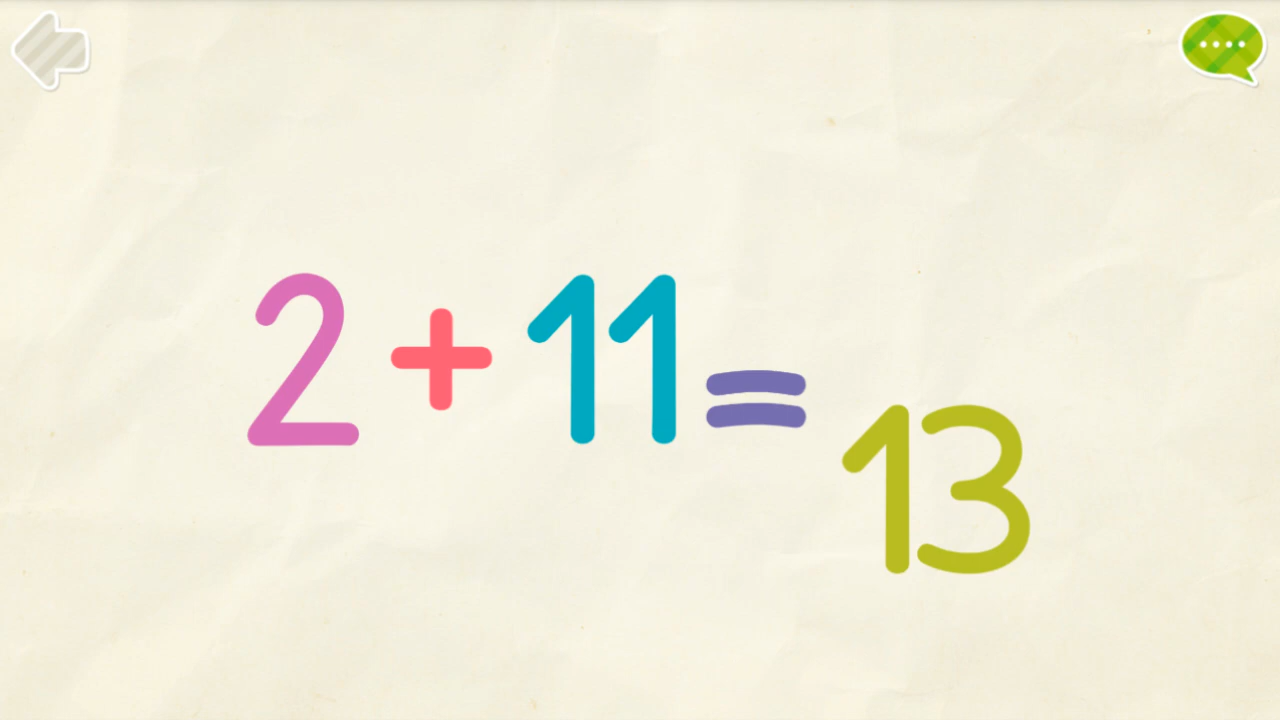 2 + 11 = 13